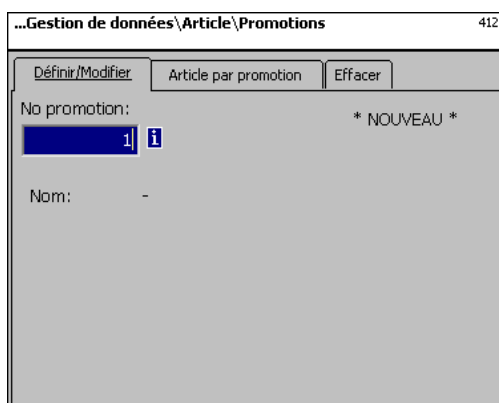 ...Gestion de données\Article\Promotions 412
Définir/Modifier Article par promotion Effacer
No promotion:
* NOUVEAU *
1 i
Nom: -